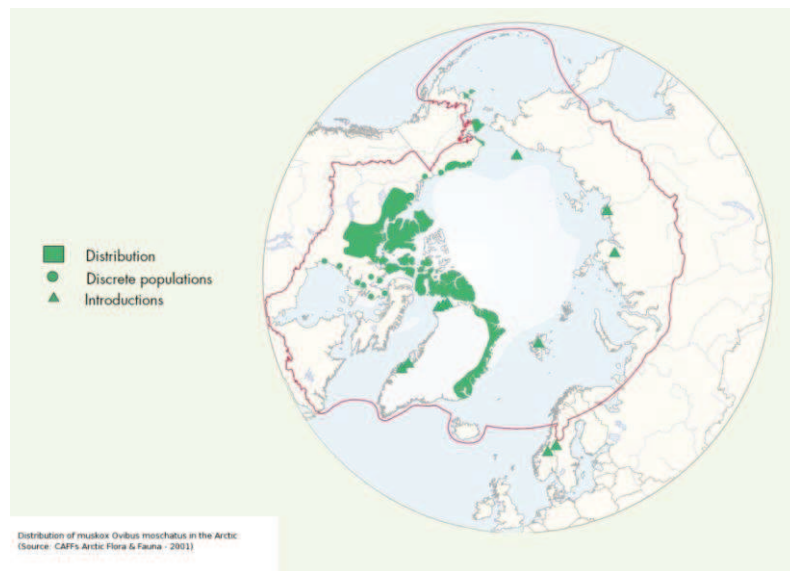 Distribution
Discrete populations
Introductions
Distribution of muskox Ovibus moschatus in the Arctic
(Source: CAFFs Arctic Flora & Fauna - 2001)